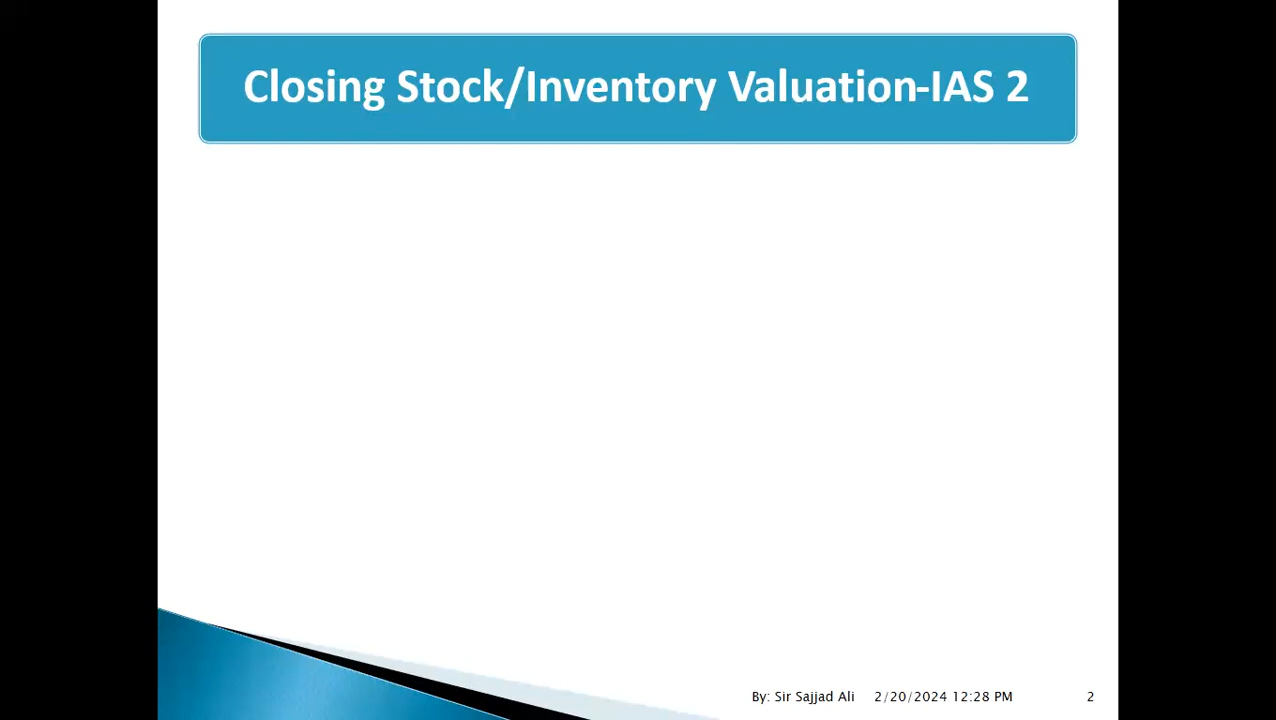 Closing Stock/Inventory Valuation-IAS 2
By: Sir Sajjad Ali 2/20/2024 12:28 PM 2